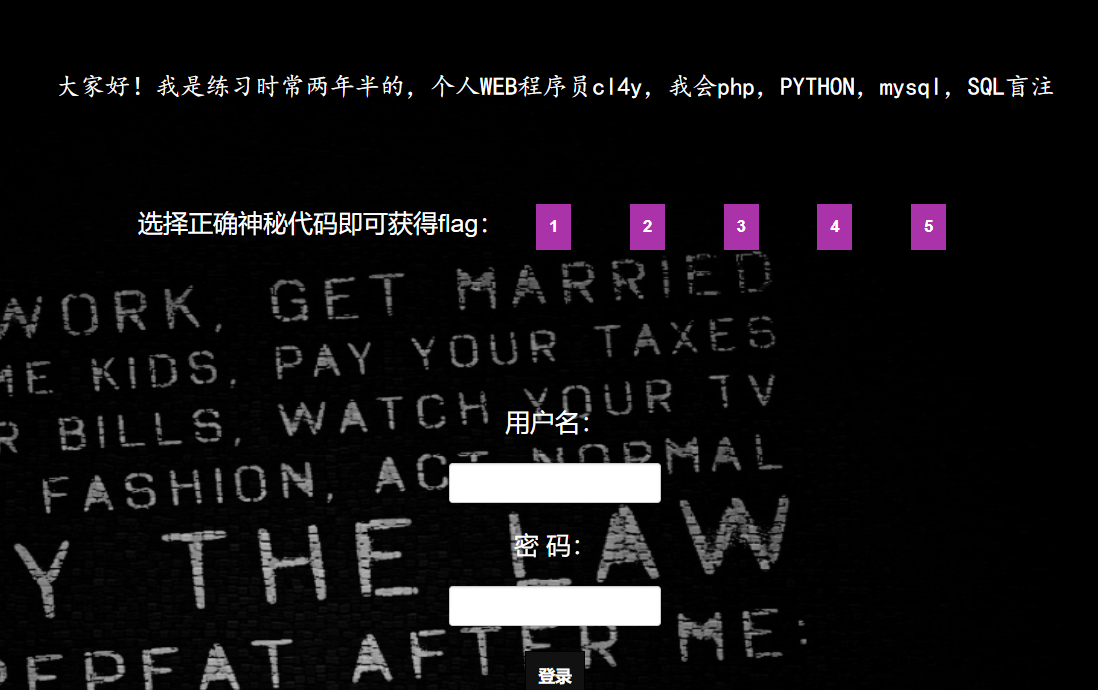 大家好！我是练习时常两年半的，个人WEB程序员cl4y，我会php，PYTHON，mysql，SQL盲注
选择正确神秘代码即可获得flag： 1 2 3 4 5
WORK, GET MARRIED
ME KIDS, PAY YOUR TAXES
R BILLS, WATCH YOUR TV
用户名：
FASHION, ACT NORMAL
Y THE LAW
密 码：
REPEAT AFTER ME:
登录